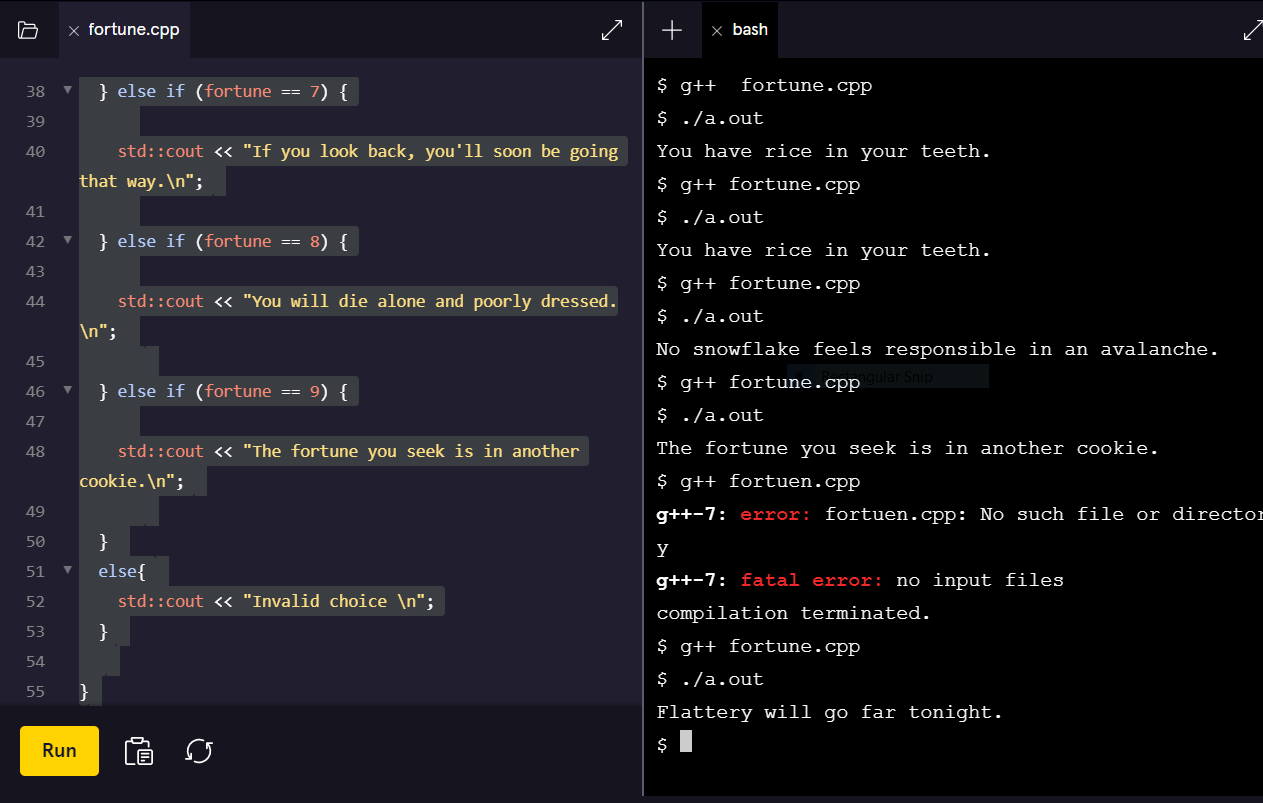 fortune.cpp
38 } else if (fortune == 7) {
39
40 std::cout << "If you look back, you'll soon be going
that way.\n";
41
42 } else if (fortune == 8) {
43
44 std::cout << "You will die alone and poorly dressed.
\n";
45
46 } else if (fortune == 9) {
47
48 std::cout << "The fortune you seek is in another
cookie.\n";
49
50 }
51 else{
52 std::cout << "Invalid choice \n";
53 }
54
55 }
Run
bash
$ g++  fortune.cpp
$ ./a.out
You have rice in your teeth.
$ g++ fortune.cpp
$ ./a.out
You have rice in your teeth.
$ g++ fortune.cpp
$ ./a.out
No snowflake feels responsible in an avalanche.
Rectangular Snip
$ g++ fortune.cpp
$ ./a.out
The fortune you seek is in another cookie.
$ g++ fortuen.cpp
g++-7: error: fortuen.cpp: No such file or director
y
g++-7: fatal error: no input files
compilation terminated.
$ g++ fortune.cpp
$ ./a.out
Flattery will go far tonight.
$